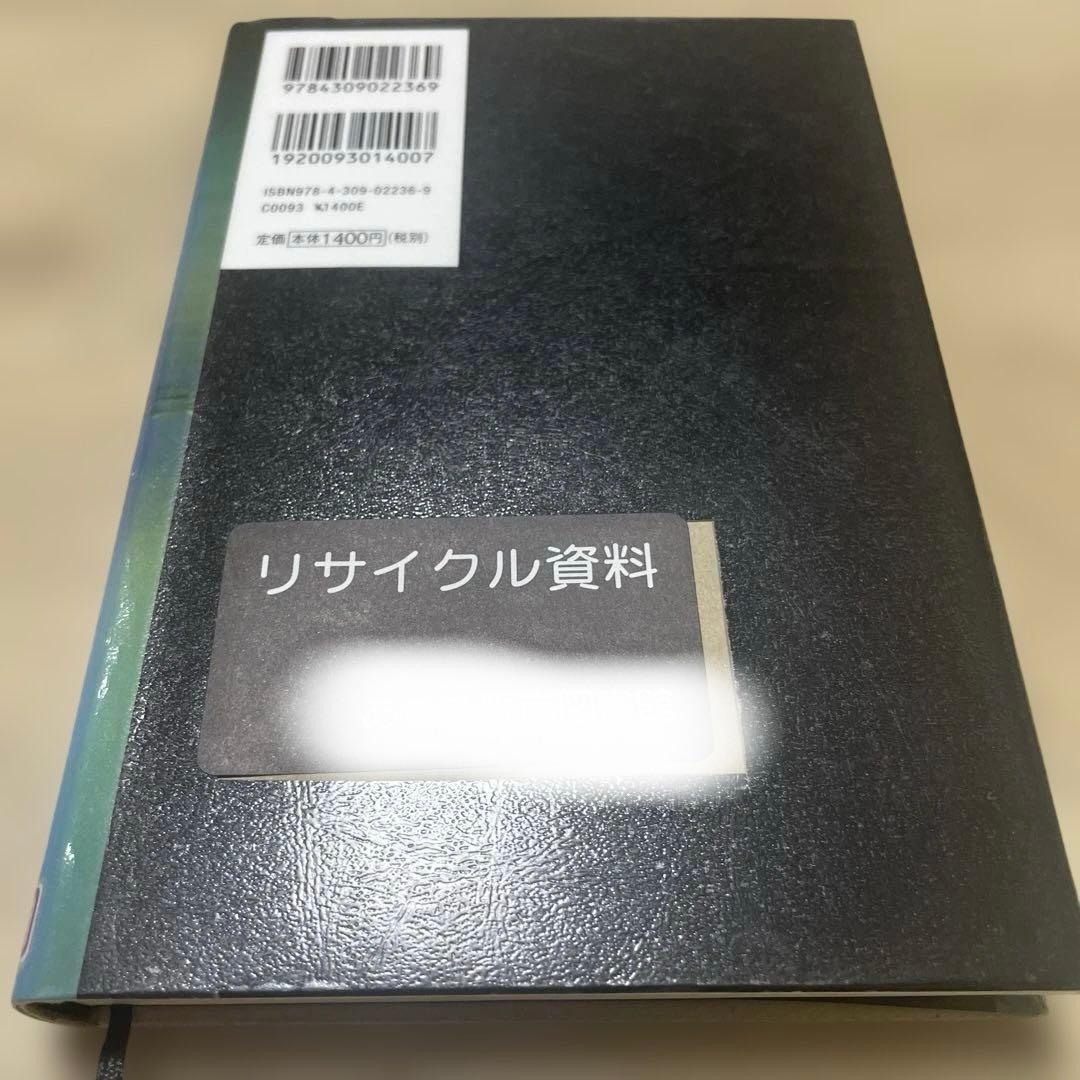 9784309022369
1920093014007
ISBN978-4-309-02236-9
C0093 ¥1400E
定価 本体1400円 (税別)
リサイクル資料